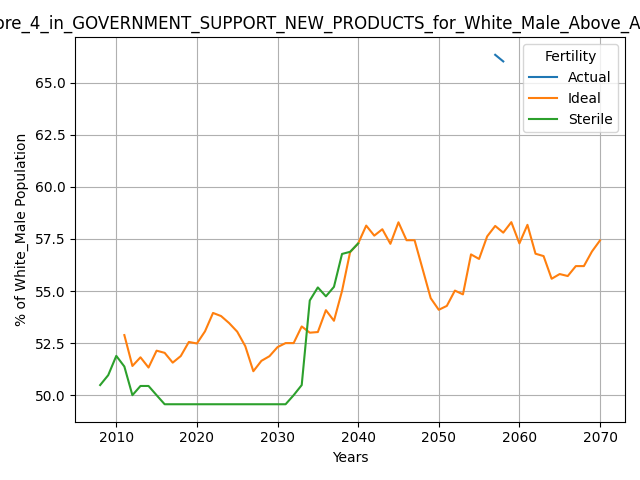 ore_4_in_GOVERNMENT_SUPPORT_NEW_PRODUCTS_for_White_Male_Above_A
Fertility
Actual
Ideal
Sterile
% of White_Male Population
65.0
62.5
60.0
57.5
55.0
52.5
50.0
2010 2020 2030 2040 2050 2060 2070
Years